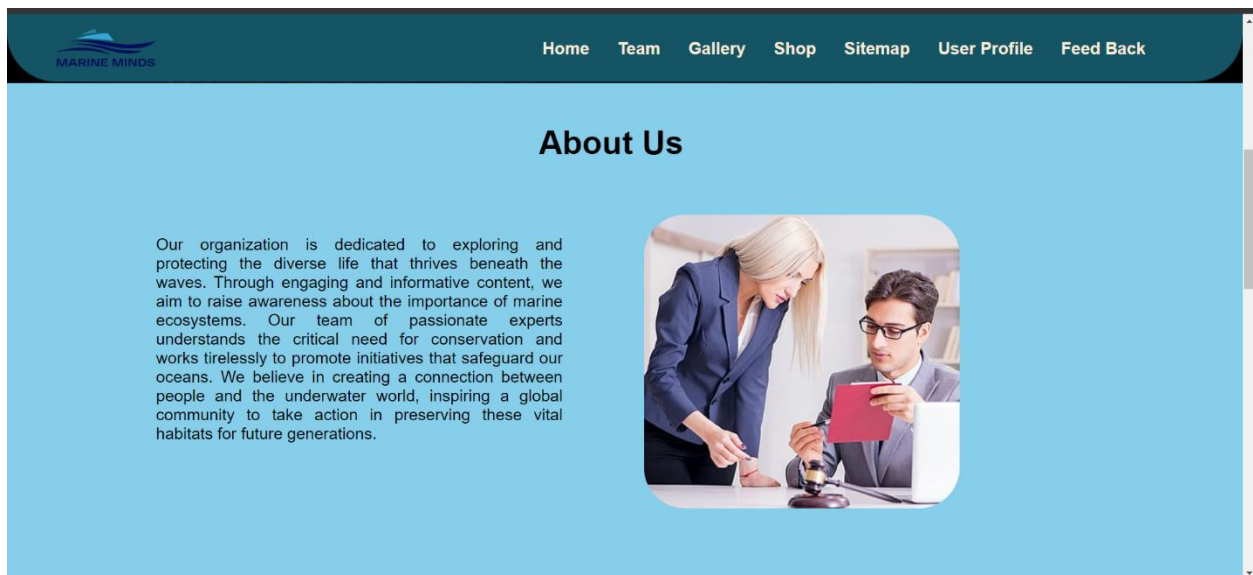 MARINE MINDS
Home Team Gallery Shop Sitemap User Profile Feed Back
About Us
Our organization is dedicated to exploring and
protecting the diverse life that thrives beneath the
waves. Through engaging and informative content, we
aim to raise awareness about the importance of marine
ecosystems. Our team of passionate experts
understands the critical need for conservation and
works tirelessly to promote initiatives that safeguard our
oceans. We believe in creating a connection between
people and the underwater world, inspiring a global
community to take action in preserving these vital
habitats for future generations.